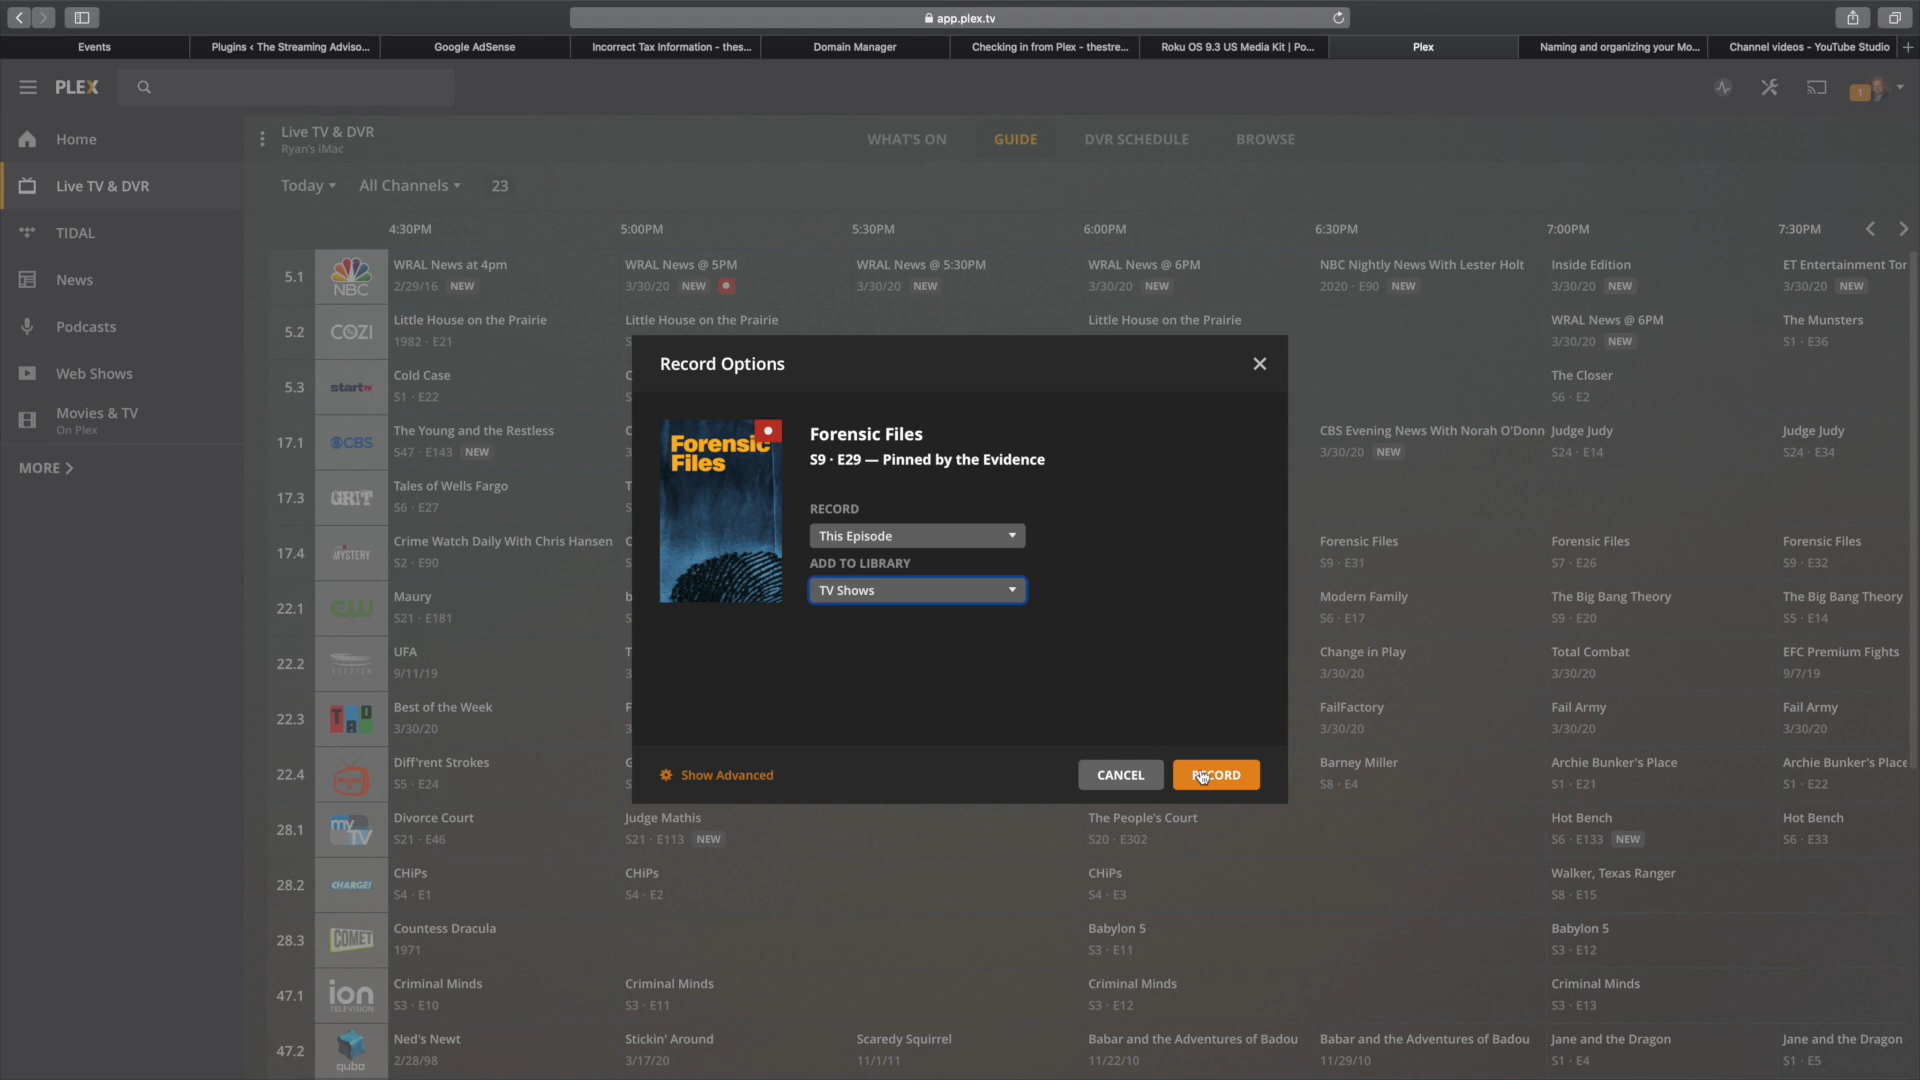 app.plex.tv
Events
Plugins ‹ The Streaming Adviso...
Google AdSense
Incorrect Tax Information - thes...
Domain Manager
Checking in from Plex - thestre...
Roku OS 9.3 US Media Kit | Po...
Plex
Naming and organizing your Mo...
Channel videos - YouTube Studio
PLEX
1
Home
Live TV & DVR
TIDAL
News
Podcasts
Web Shows
Movies & TV
On Plex
MORE
Live TV & DVR
Ryan's iMac
WHAT'S ON
GUIDE
DVR SCHEDULE
BROWSE
Today
All Channels
23
4:30PM 5:00PM 5:30PM 6:00PM 6:30PM 7:00PM 7:30PM
5.1 NBC
WRAL News at 4pm
2/29/16 NEW
WRAL News @ 5PM
3/30/20 NEW
WRAL News @ 5:30PM
3/30/20 NEW
WRAL News @ 6PM
3/30/20 NEW
NBC Nightly News With Lester Holt
2020 · E90 NEW
Inside Edition
3/30/20 NEW
ET Entertainment Ton
3/30/20 NEW
5.2 COZI
Little House on the Prairie
1982 · E21
Little House on the Prairie
S
Little House on the Prairie
WRAL News @ 6PM
3/30/20 NEW
The Munsters
S1 · E36
5.3 start
Cold Case
S1 · E22
C
S
The Closer
S6 · E2
17.1 CBS
The Young and the Restless
S47 · E143 NEW
C
3
CBS Evening News With Norah O'Donn
3/30/20 NEW
Judge Judy
S24 · E14
Judge Judy
S24 · E34
17.3 GRIT
Tales of Wells Fargo
S6 · E27
T
S
17.4 MYSTERY
Crime Watch Daily With Chris Hansen
S2 · E90
C
S
Forensic Files
S9 · E31
Forensic Files
S7 · E26
Forensic Files
S9 · E32
22.1 CW
Maury
S21 · E181
b
S
Modern Family
S6 · E17
The Big Bang Theory
S9 · E20
The Big Bang Theory
S5 · E14
22.2 STADIUM
UFA
9/11/19
T
3
Change in Play
3/30/20
Total Combat
3/30/20
EFC Premium Fights
9/7/19
22.3 TBD
Best of the Week
3/30/20
F
3
FailFactory
3/30/20
Fail Army
3/30/20
Fail Army
3/30/20
22.4
Diff'rent Strokes
S5 · E24
G
S
Barney Miller
S8 · E4
Archie Bunker's Place
S1 · E21
Archie Bunker's Place
S1 · E22
28.1 my TV
Divorce Court
S21 · E46
Judge Mathis
S21 · E113 NEW
The People's Court
S20 · E302
Hot Bench
S6 · E133 NEW
Hot Bench
S6 · E33
28.2 CHARGE!
CHiPs
S4 · E1
CHiPs
S4 · E2
CHiPs
S4 · E3
Walker, Texas Ranger
S8 · E15
28.3 COMET
Countess Dracula
1971
Babylon 5
S3 · E11
Babylon 5
S3 · E12
47.1 ion TELEVISION
Criminal Minds
S3 · E10
Criminal Minds
S3 · E11
Criminal Minds
S3 · E12
Criminal Minds
S3 · E13
47.2 qubo
Ned's Newt
2/28/98
Stickin' Around
3/17/20
Scaredy Squirrel
11/1/11
Babar and the Adventures of Badou
11/22/10
Babar and the Adventures of Badou
11/29/10
Jane and the Dragon
S1 · E4
Jane and the Dragon
S1 · E5
Record Options
Forensic
Files
Forensic Files
S9 · E29 — Pinned by the Evidence
RECORD
This Episode
ADD TO LIBRARY
TV Shows
Show Advanced
CANCEL
RECORD